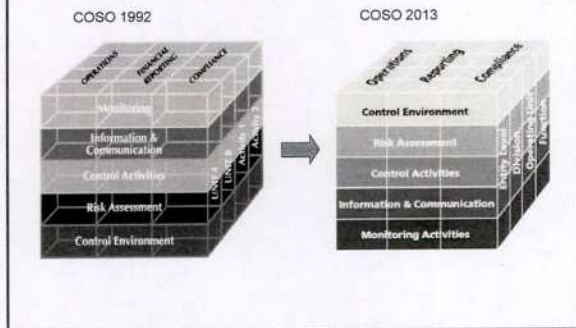 COSO 1992
COSO 2013
OPERATIONS
FINANCIAL
REPORTING
COMPLIANCE
Monitoring
Information &
Communication
Control Activities
Risk Assessment
Control Environment
UNIT A
UNIT B
Activity 1
Activity 2
Operations
Reporting
Compliance
Control Environment
Risk Assessment
Control Activities
Information & Communication
Monitoring Activities
Entity Level
Division
Operating Unit
Function